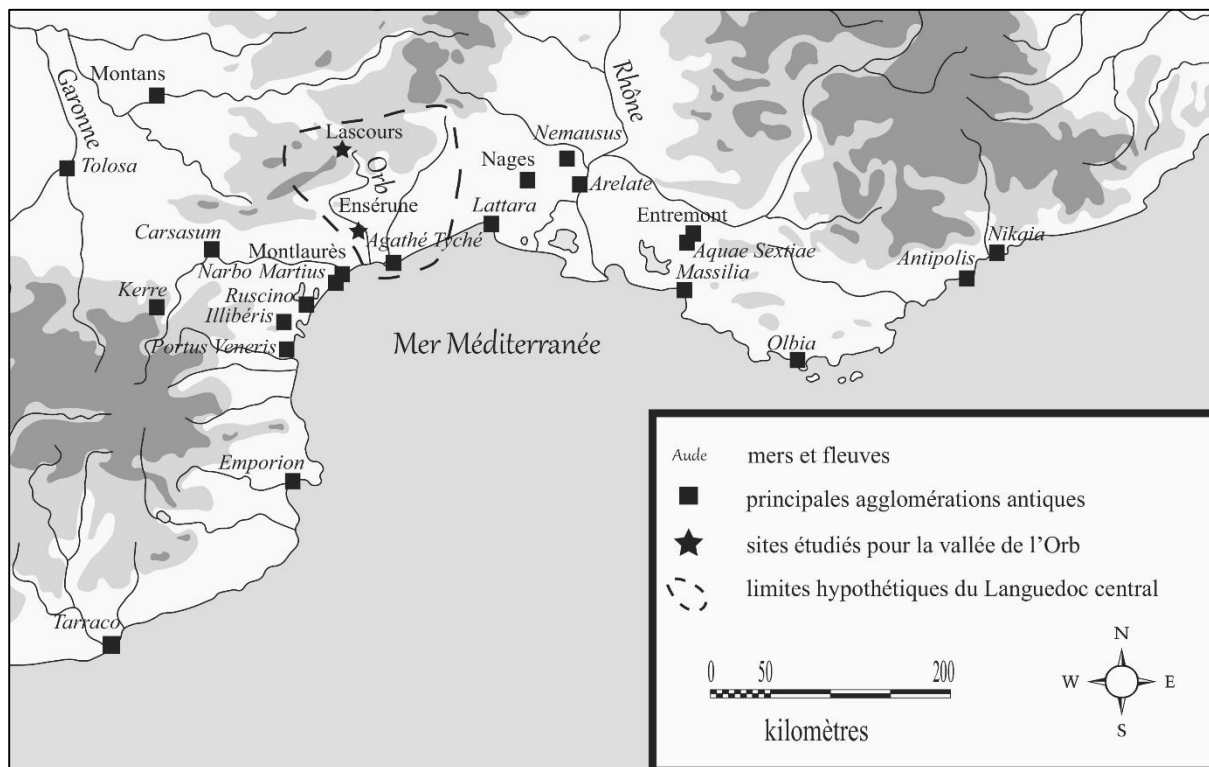 Garonne
Montans
Tolosa
Lascours
Orb
Ensérune
Agathé Tyché
Rhône
Nemausus
Nages
Arelate
Lattara
Entremont
Aquae Sextiae
Massilia
Nikaia
Antipolis
Olbia
Carsasum
Montlaurès
Narbo Martius
Kerre
Ruscino
Illibéris
Portus Veneris
Mer Méditerranée
Emporion
Tarraco
Aude mers et fleuves
principales agglomérations antiques
sites étudiés pour la vallée de l'Orb
limites hypothétiques du Languedoc central
0 50 200
kilomètres
N
W E
S